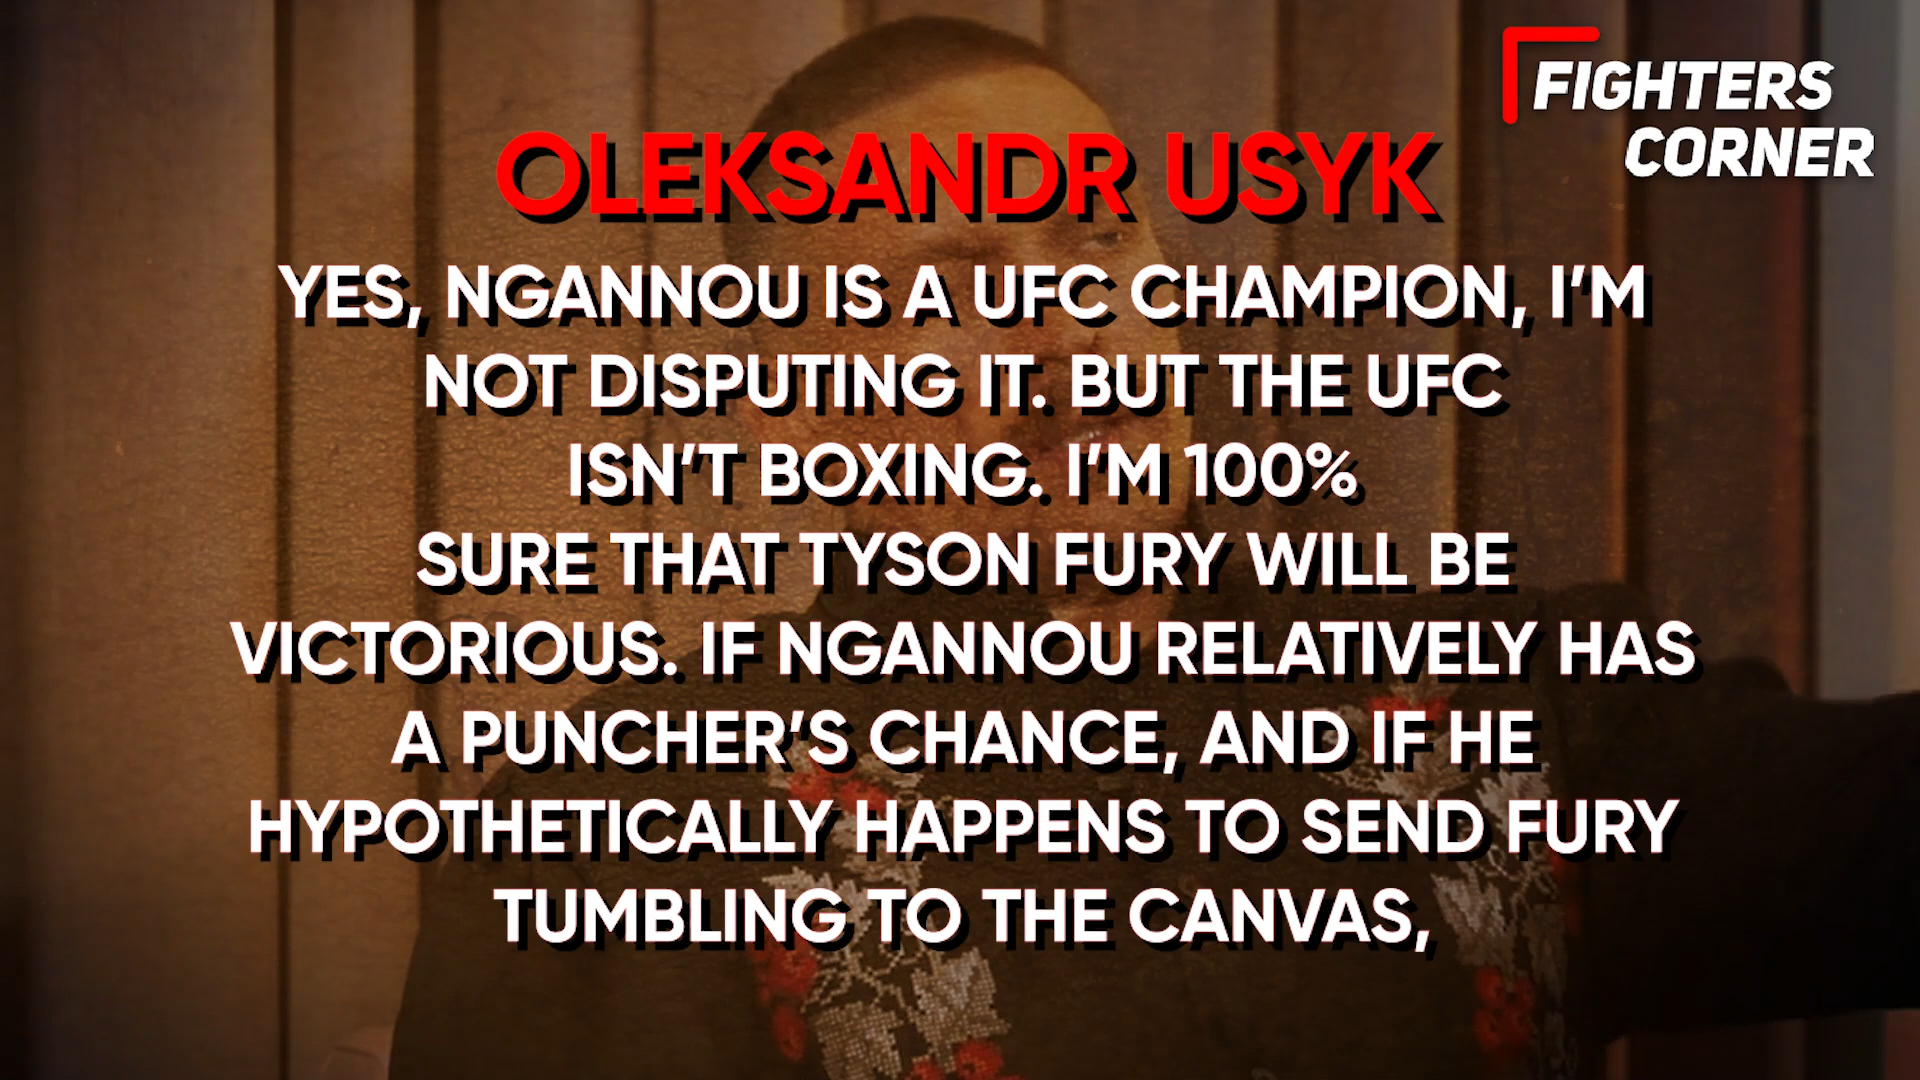 FIGHTERS
CORNER
OLEKSANDR USYK
YES, NGANNOU IS A UFC CHAMPION, I’M
NOT DISPUTING IT. BUT THE UFC
ISN’T BOXING. I’M 100%
SURE THAT TYSON FURY WILL BE
VICTORIOUS. IF NGANNOU RELATIVELY HAS
A PUNCHER’S CHANCE, AND IF HE
HYPOTHETICALLY HAPPENS TO SEND FURY
TUMBLING TO THE CANVAS,